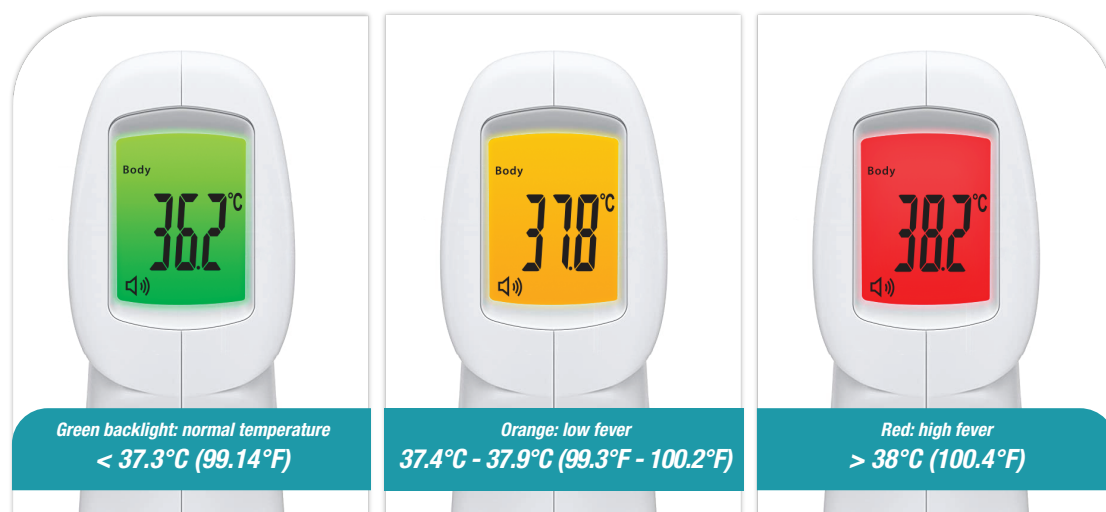 Body
36.2°C
Green backlight: normal temperature
< 37.3°C (99.14°F)
Body
37.8°C
Orange: low fever
37.4°C - 37.9°C (99.3°F - 100.2°F)
Body
38.2°C
Red: high fever
> 38°C (100.4°F)